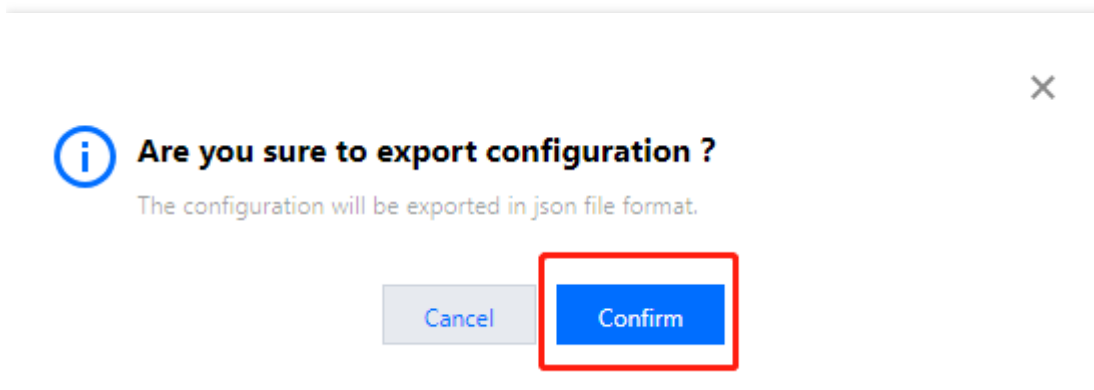 Are you sure to export configuration ?
The configuration will be exported in json file format.
Cancel
Confirm